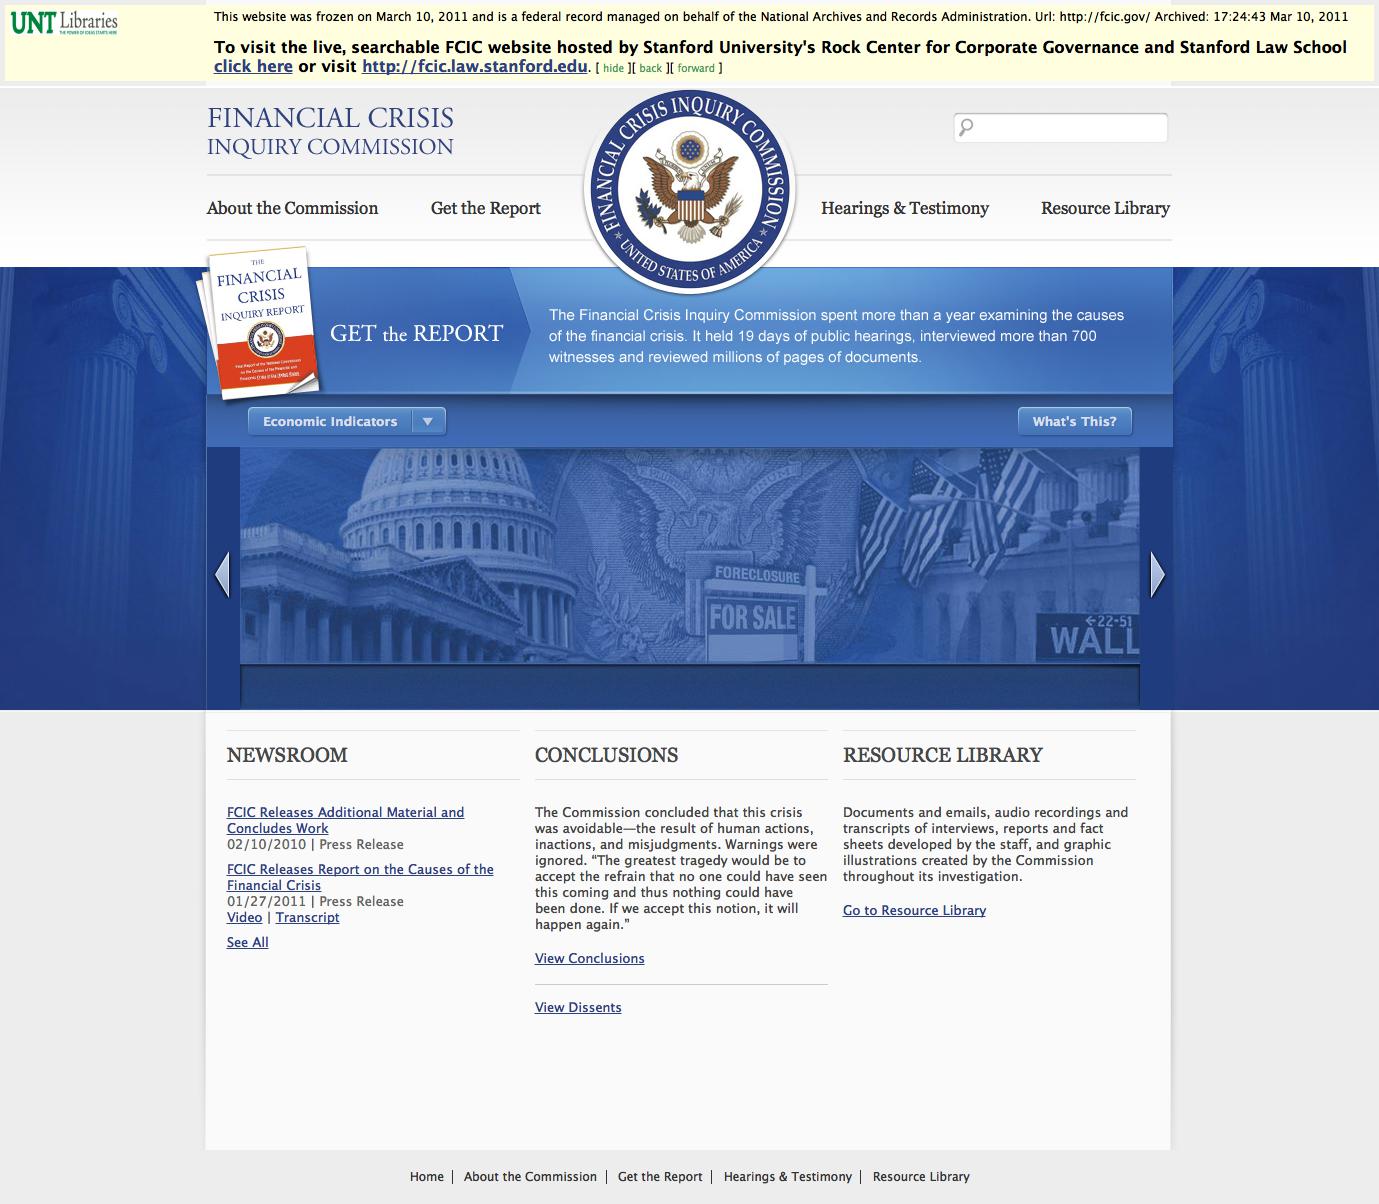 UNT Libraries
THE POWER OF IDEAS STARTS HERE
This website was frozen on March 10, 2011 and is a federal record managed on behalf of the National Archives and Records Administration. Url: http://fcic.gov/ Archived: 17:24:43 Mar 10, 2011
To visit the live, searchable FCIC website hosted by Stanford University's Rock Center for Corporate Governance and Stanford Law School
click here or visit http://fcic.law.stanford.edu. [ hide ][ back ][ forward ]
FINANCIAL CRISIS
INQUIRY COMMISSION
FINANCIAL CRISIS INQUIRY COMMISSION
UNITED STATES OF AMERICA
About the Commission
Get the Report
Hearings & Testimony
Resource Library
THE
FINANCIAL
CRISIS
INQUIRY REPORT
GET the REPORT
The Financial Crisis Inquiry Commission spent more than a year examining the causes
of the financial crisis. It held 19 days of public hearings, interviewed more than 700
witnesses and reviewed millions of pages of documents.
Economic Indicators
What's This?
FORECLOSURE
FOR SALE
←22-51
WALL
NEWSROOM
FCIC Releases Additional Material and
Concludes Work
02/10/2010 | Press Release
FCIC Releases Report on the Causes of the
Financial Crisis
01/27/2011 | Press Release
Video | Transcript
See All
CONCLUSIONS
The Commission concluded that this crisis
was avoidable—the result of human actions,
inactions, and misjudgments. Warnings were
ignored. “The greatest tragedy would be to
accept the refrain that no one could have seen
this coming and thus nothing could have
been done. If we accept this notion, it will
happen again.”
View Conclusions
View Dissents
RESOURCE LIBRARY
Documents and emails, audio recordings and
transcripts of interviews, reports and fact
sheets developed by the staff, and graphic
illustrations created by the Commission
throughout its investigation.
Go to Resource Library
Home | About the Commission | Get the Report | Hearings & Testimony | Resource Library